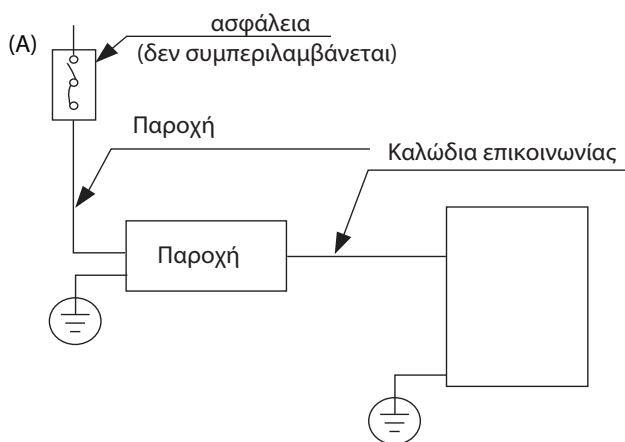 (A)
ασφάλεια
(δεν συμπεριλαμβάνεται)
Παροχή
Καλώδια επικοινωνίας
Παροχή